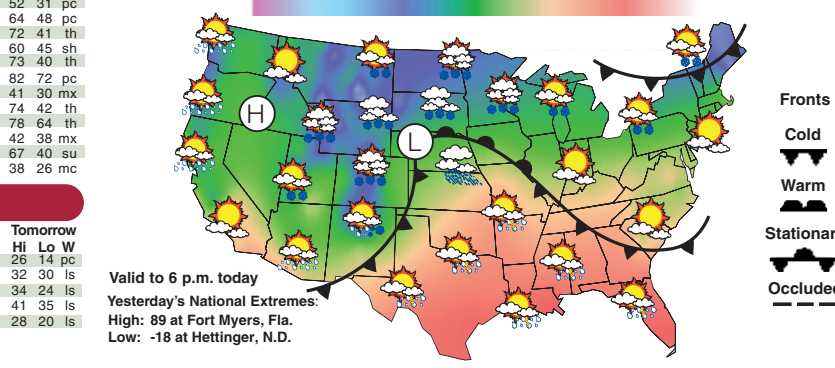 52 31 pc
64 48 pc
72 41 th
60 45 sh
73 40 th
82 72 pc
41 30 mx
74 42 th
78 64 th
42 38 mx
67 40 su
38 26 mc
Tomorrow
Hi Lo W
26 14 pc
32 30 ls
34 24 ls
41 35 ls
28 20 ls
H
L
Valid to 6 p.m. today
Yesterday's National Extremes:
High: 89 at Fort Myers, Fla.
Low: -18 at Hettinger, N.D.
Fronts
Cold
Warm
Stationar
Occluded